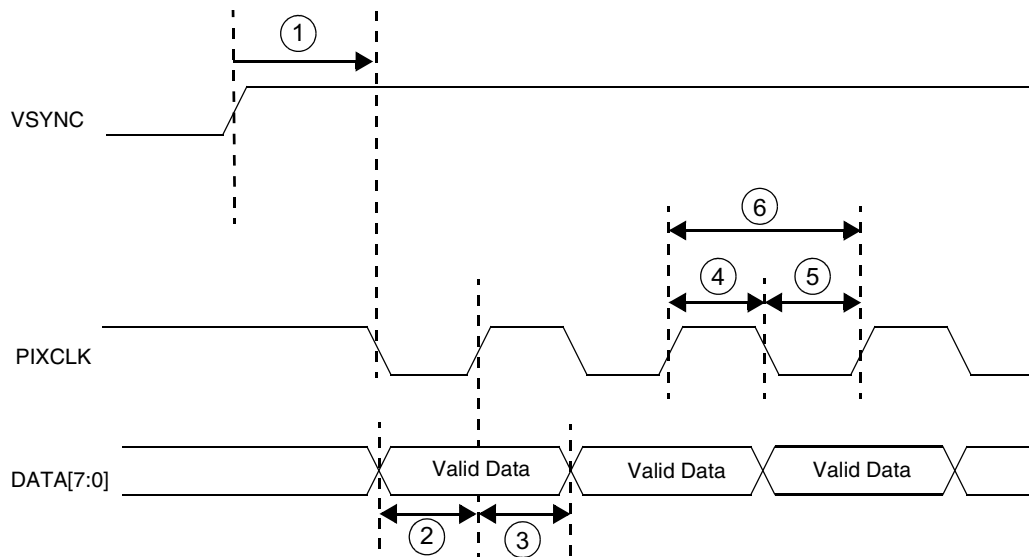 1
VSYNC
6
4 5
PIXCLK
DATA[7:0] Valid Data Valid Data Valid Data
2 3